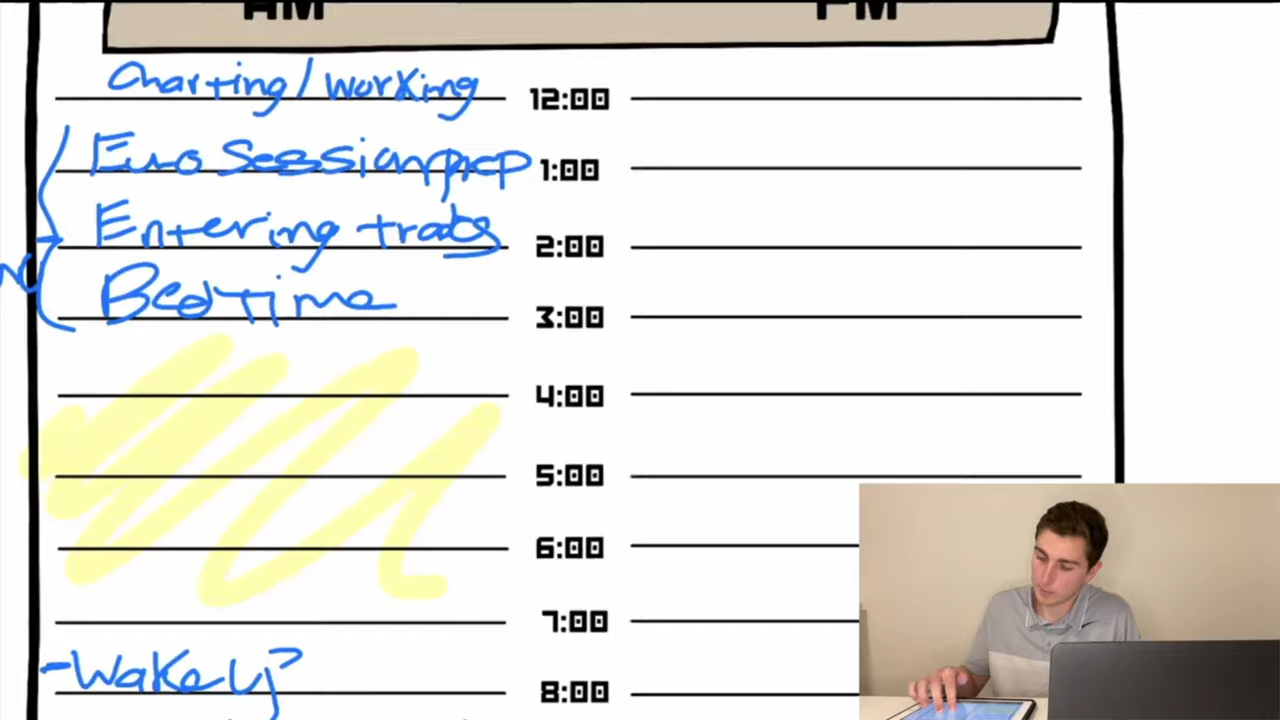 AM PM
Charting/working 12:00
Euro Session prep 1:00
Entering trades 2:00
Bedtime 3:00
4:00
5:00
6:00
7:00
-Wake up 8:00